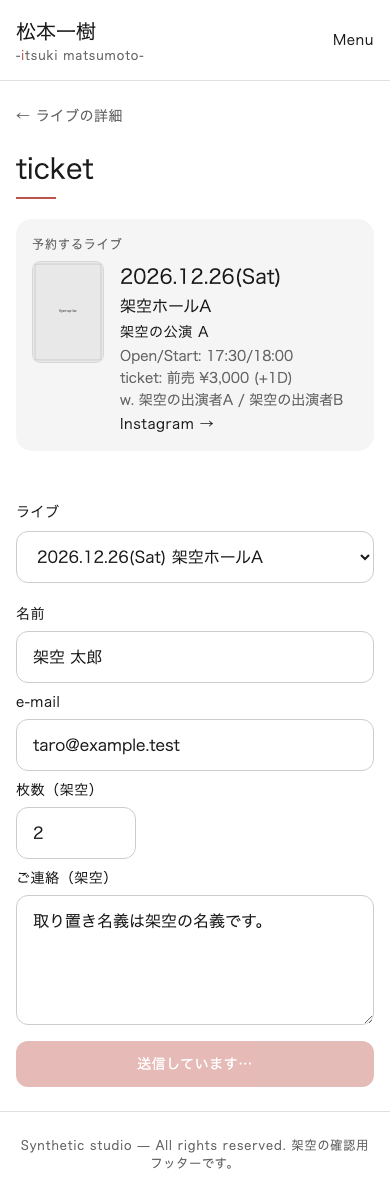 松本一樹
-itsuki matsumoto-
Menu
← ライブの詳細
ticket
予約するライブ
2026.12.26(Sat)
架空ホールA
架空の公演 A
Open/Start: 17:30/18:00
ticket: 前売 ¥3,000 (+1D)
w. 架空の出演者A / 架空の出演者B
Instagram →
ライブ
2026.12.26(Sat) 架空ホールA
名前
架空 太郎
e-mail
taro@example.test
枚数（架空）
2
ご連絡（架空）
取り置き名義は架空の名義です。
送信しています…
Synthetic studio — All rights reserved. 架空の確認用
フッターです。